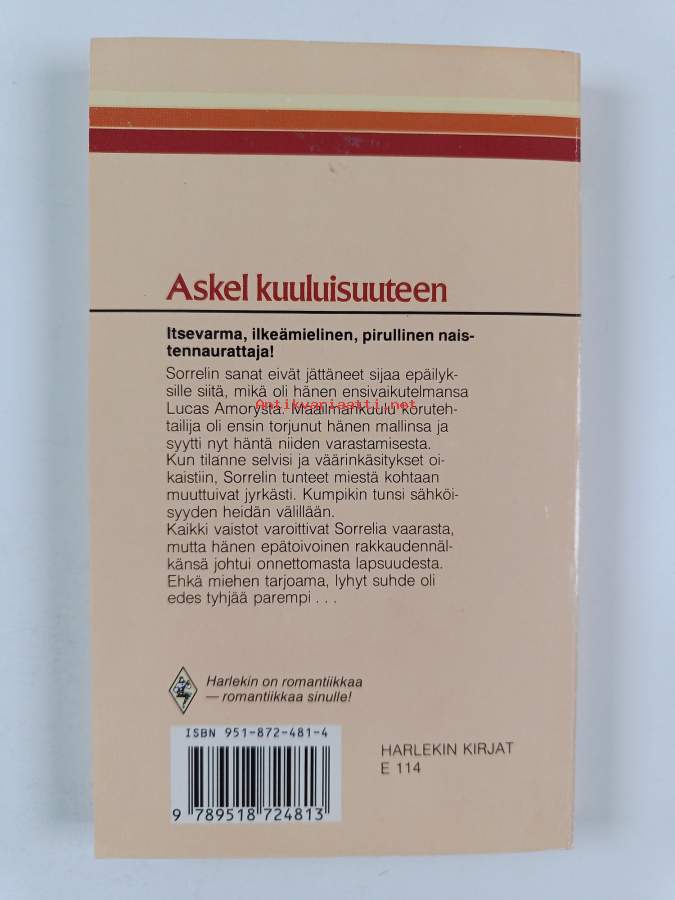 Askel kuuluisuuteen
Itsevarma, ilkeämielinen, pirullinen nais-
tennaurattaja!
Sorrelin sanat eivät jättäneet sijaa epäilyk-
sille siitä, mikä oli hänen ensivaikutelmansa
Lucas Amorysta. Maailmankuulu koruteh-
Antikvariaatti.net
tailija oli ensin torjunut hänen mallinsa ja
syytti nyt häntä niiden varastamisesta.
Kun tilanne selvisi ja väärinkäsitykset oi-
kaistiin, Sorrelin tunteet miestä kohtaan
muuttuivat jyrkästi. Kumpikin tunsi sähköi-
syyden heidän välillään.
Kaikki vaistot varoittivat Sorrelia vaarasta,
mutta hänen epätoivoinen rakkaudennäl-
känsä johtui onnettomasta lapsuudesta.
Ehkä miehen tarjoama, lyhyt suhde oli
edes tyhjää parempi . . .
Harlekin on romantiikkaa
— romantiikkaa sinulle!
ISBN 951-872-481-4
9 789518 724813
HARLEKIN KIRJAT
E 114